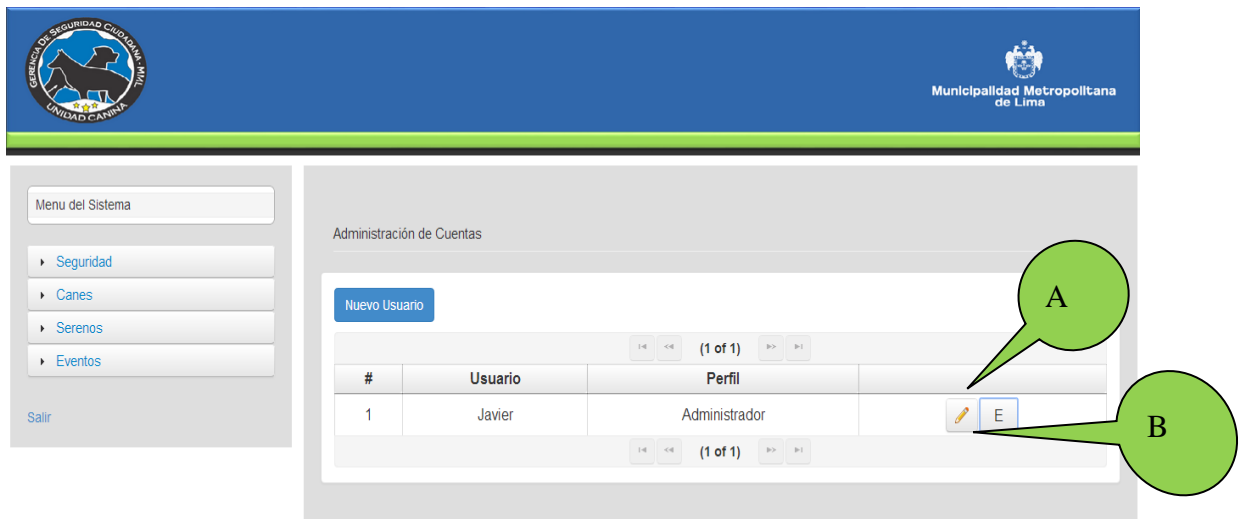 GERENCIA DE SEGURIDAD CIUDADANA - MML
UNIDAD CANINA
Municipalidad Metropolitana
de Lima
Menu del Sistema
Seguridad
Canes
Serenos
Eventos
Salir
Administración de Cuentas
Nuevo Usuario
(1 of 1)
# Usuario Perfil
1 Javier Administrador E
(1 of 1)
A
B